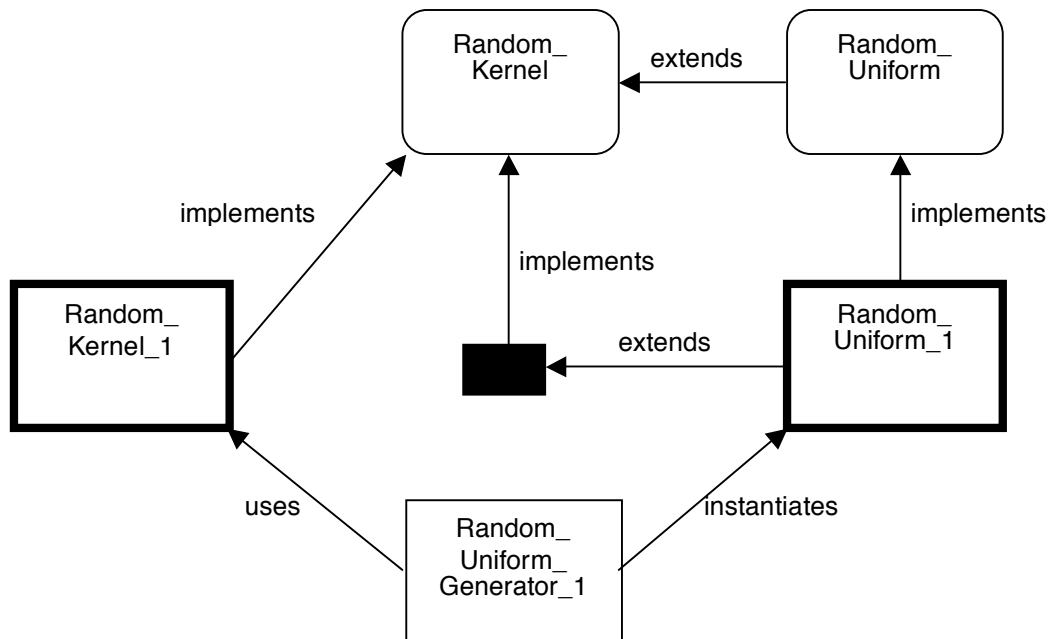 Random_
Kernel
extends
Random_
Uniform
implements
implements
implements
Random_
Kernel_1
extends
Random_
Uniform_1
uses
Random_
Uniform_
Generator_1
instantiates